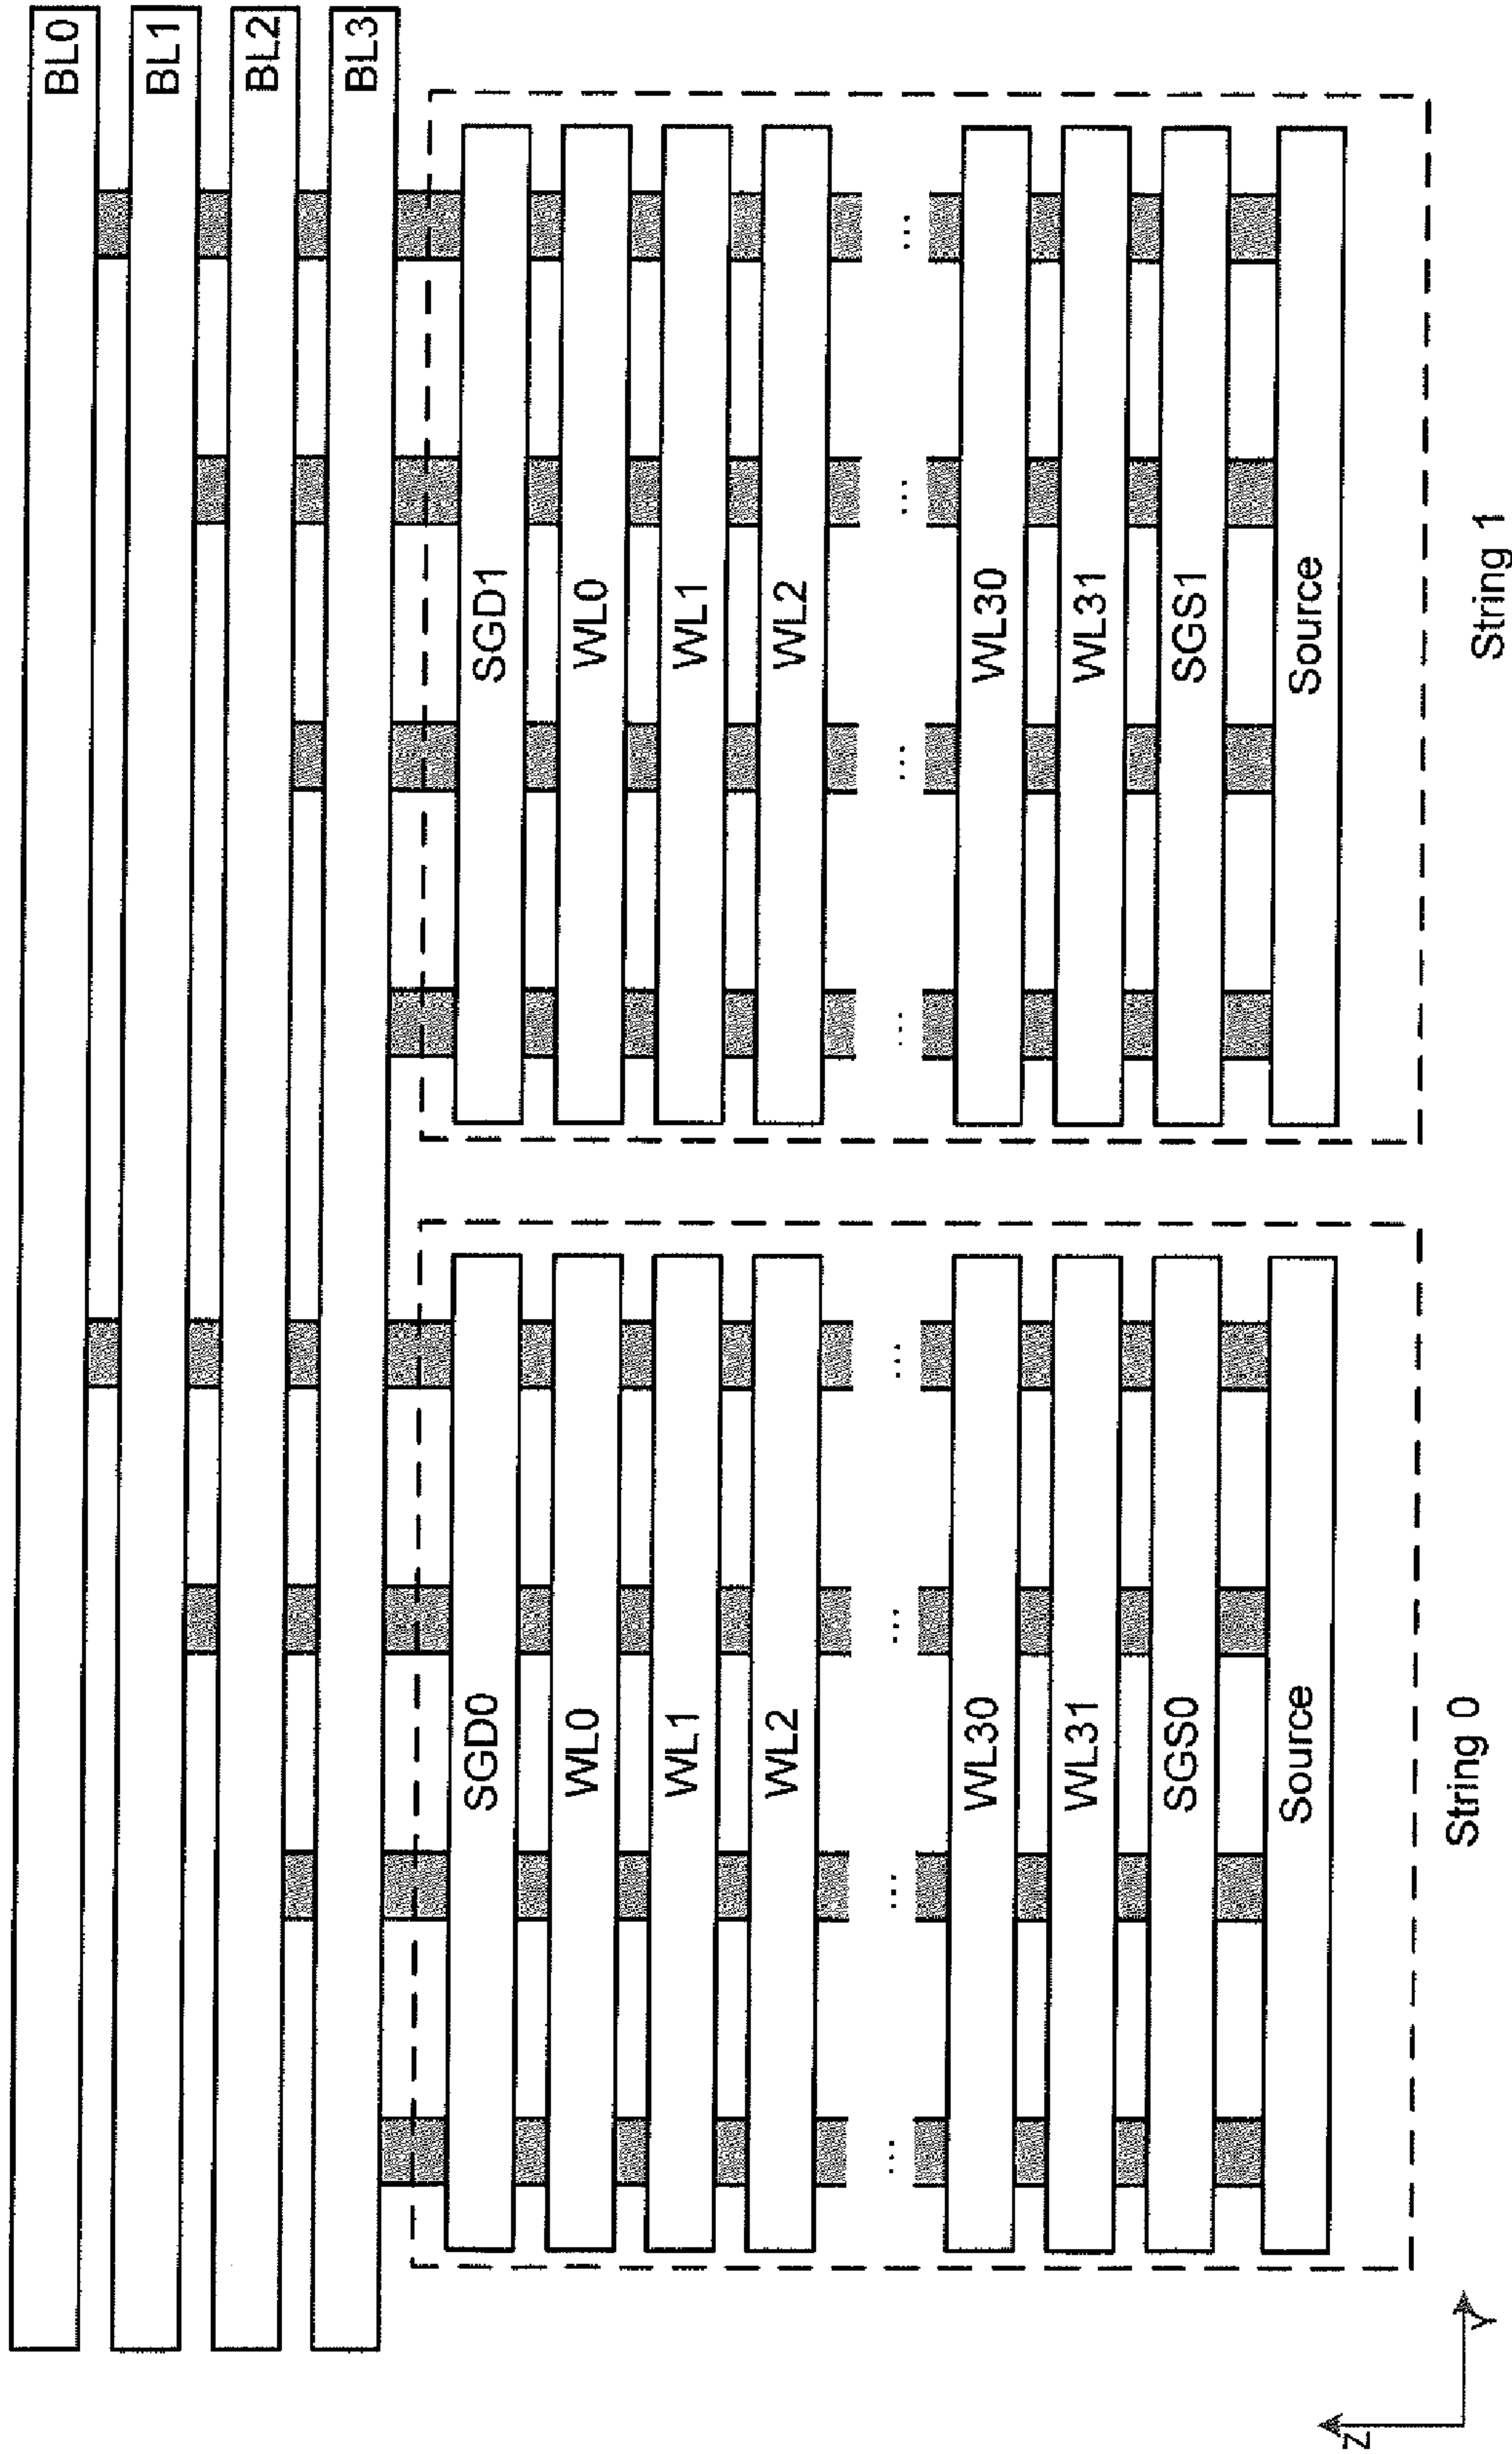 BL0
BL1
BL2
BL3
SGD0
WL0
WL1
WL2
WL30
WL31
SGS0
Source
String 0
SGD1
WL0
WL1
WL2
WL30
WL31
SGS1
Source
String 1
Z
Y